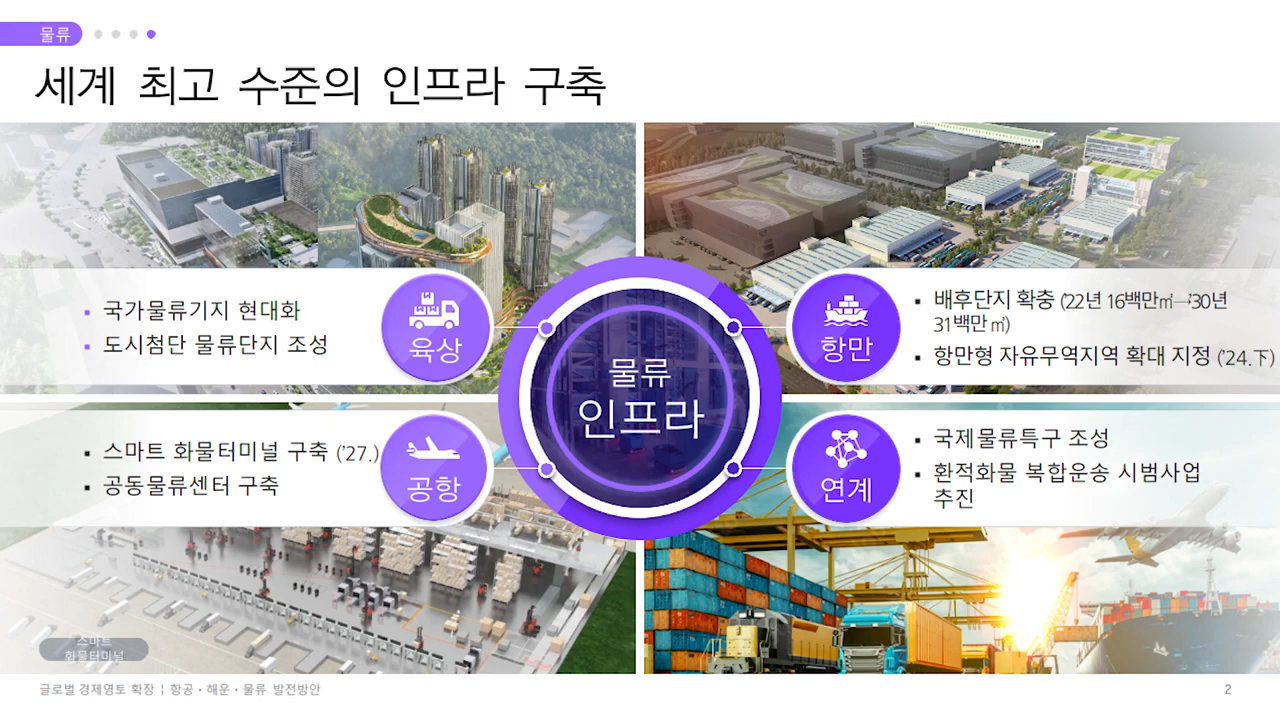 물류
세계 최고 수준의 인프라 구축
▪ 국가물류기지 현대화
▪ 도시첨단 물류단지 조성
육상
항만
▪ 배후단지 확충 (’22년 16백만㎡→’30년
31백만㎡)
▪ 항만형 자유무역지역 확대 지정 (’24.下)
물류
인프라
▪ 스마트 화물터미널 구축 (’27.)
▪ 공동물류센터 구축
공항
연계
▪ 국제물류특구 조성
▪ 환적화물 복합운송 시범사업
추진
스마트
화물터미널
글로벌 경제영토 확장 ¦ 항공·해운·물류 발전방안
2